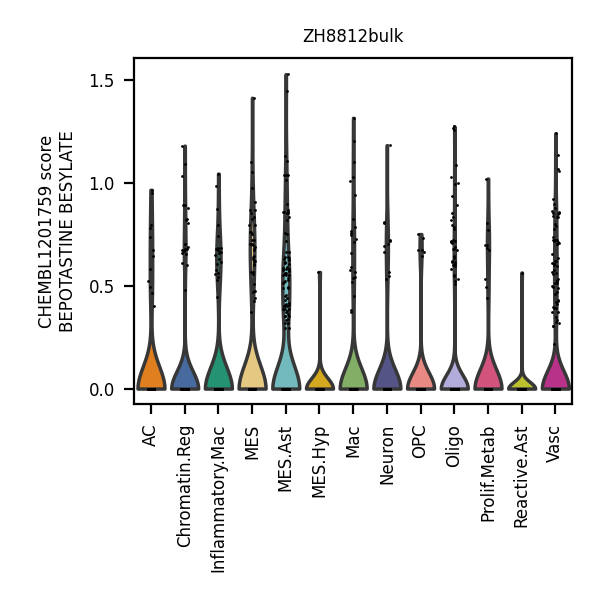 ZH8812bulk
CHEMBL1201759 score
BEPOTASTINE BESYLATE
1.5
1.0
0.5
0.0
AC
Chromatin.Reg
Inflammatory.Mac
MES
MES.Ast
MES.Hyp
Mac
Neuron
OPC
Oligo
Prolif.Metab
Reactive.Ast
Vasc